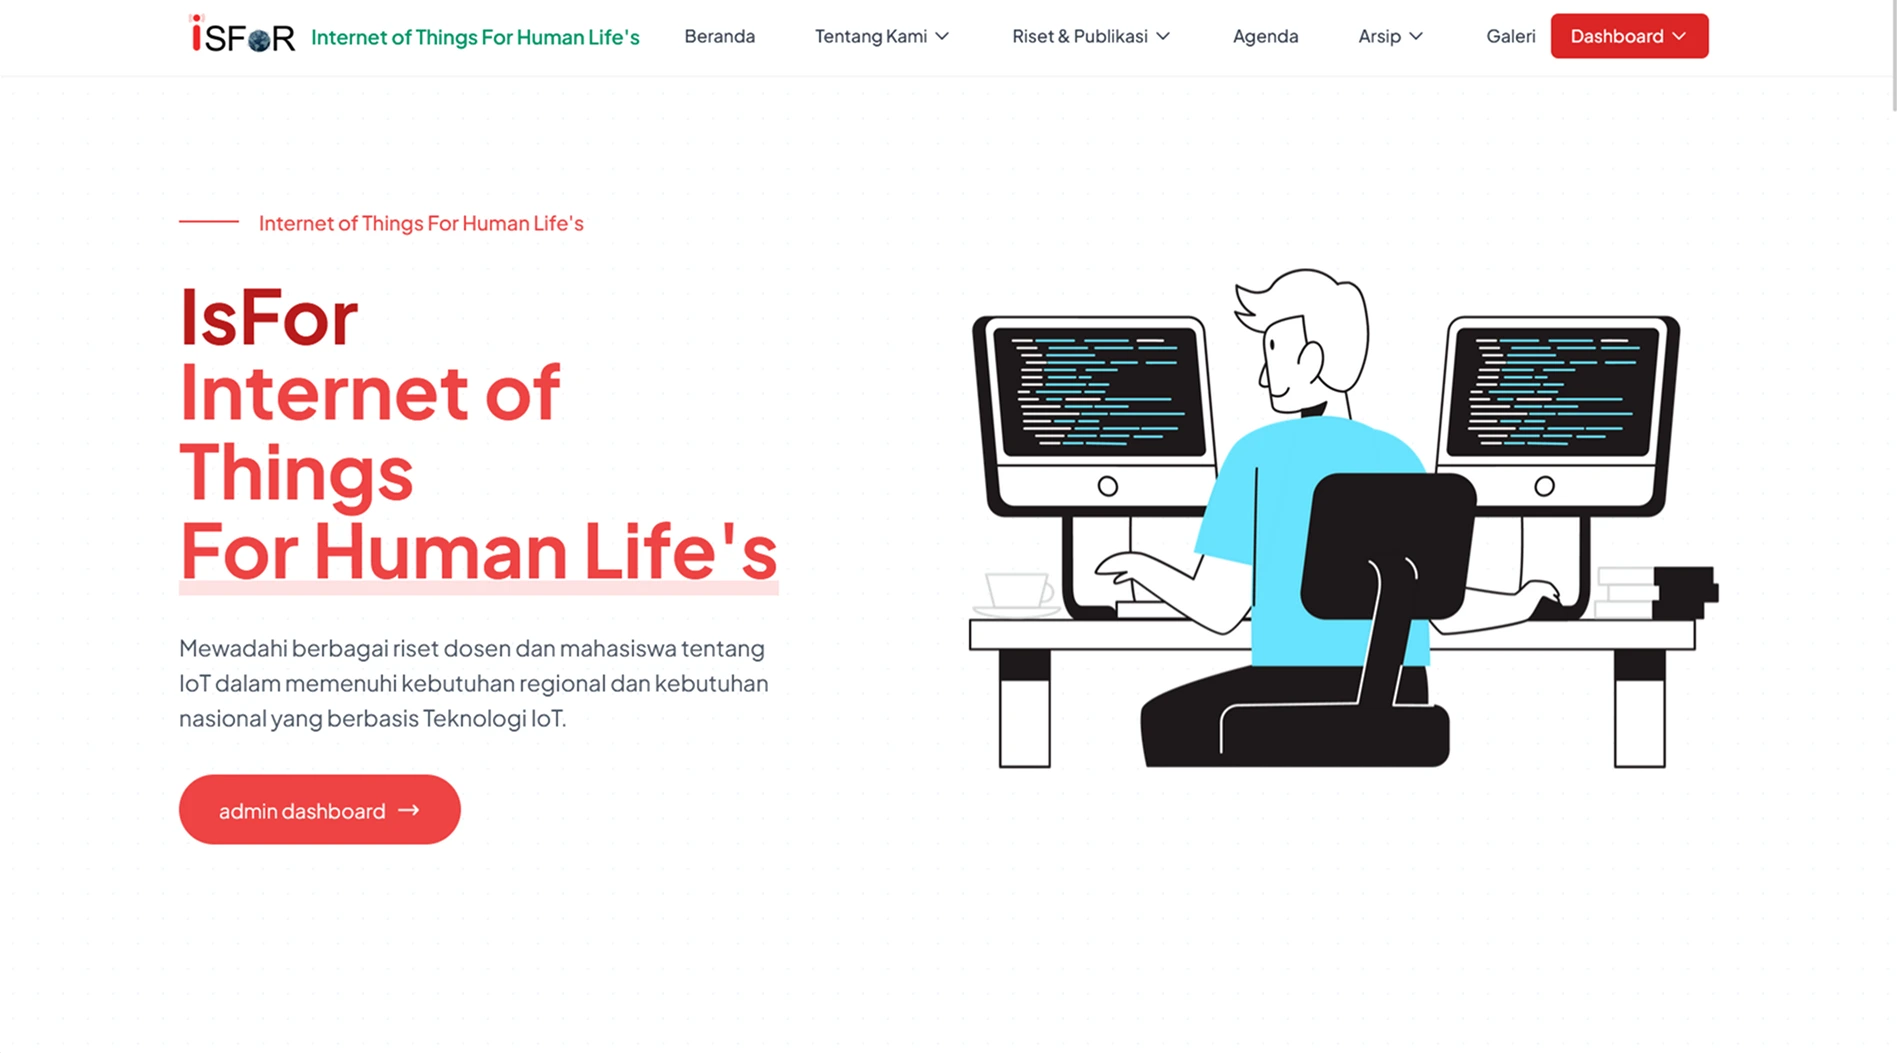 iSFOR Internet of Things For Human Life's Beranda Tentang Kami Riset & Publikasi Agenda Arsip Galeri Dashboard
Internet of Things For Human Life's
IsFor
Internet of
Things
For Human Life's
Mewadahi berbagai riset dosen dan mahasiswa tentang
IoT dalam memenuhi kebutuhan regional dan kebutuhan
nasional yang berbasis Teknologi IoT.
admin dashboard →